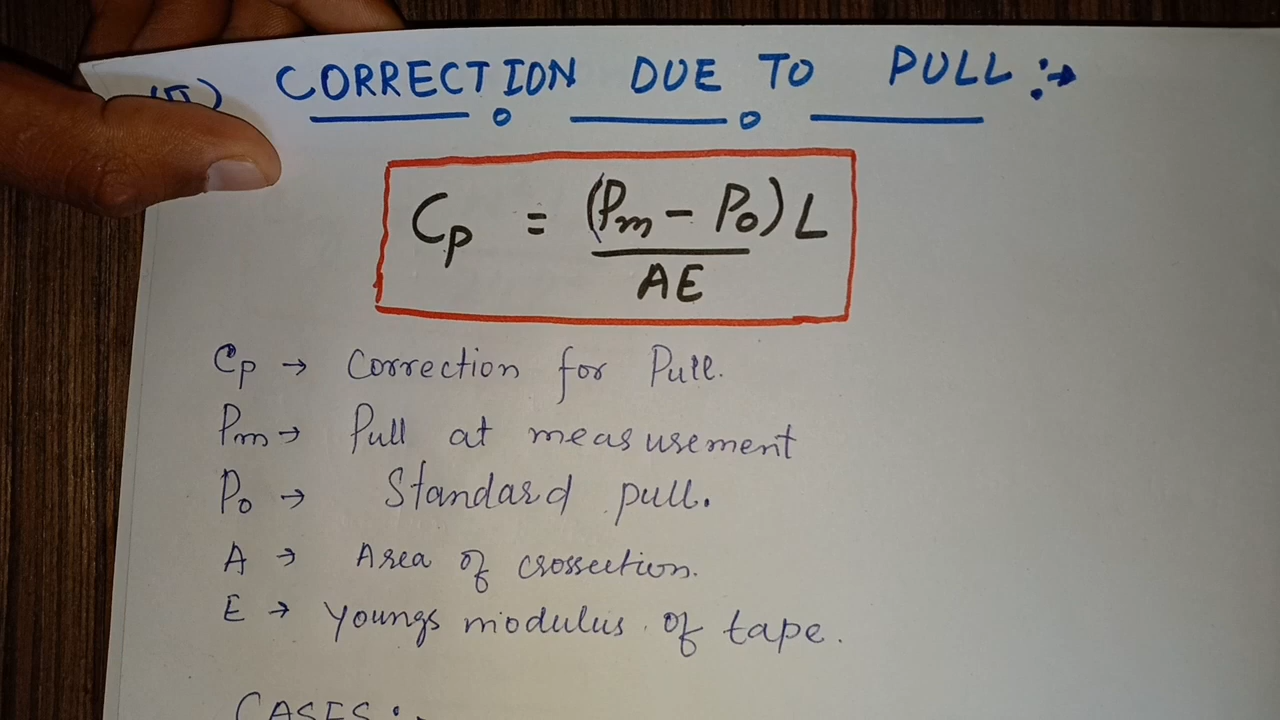 CORRECTION DUE TO PULL :→
Cp = (Pm - Po) L
AE
Cp → Correction for Pull.
Pm → Pull at measurement
Po → Standard pull.
A → Area of crossection.
E → Youngs modulus of tape.
CASES :-